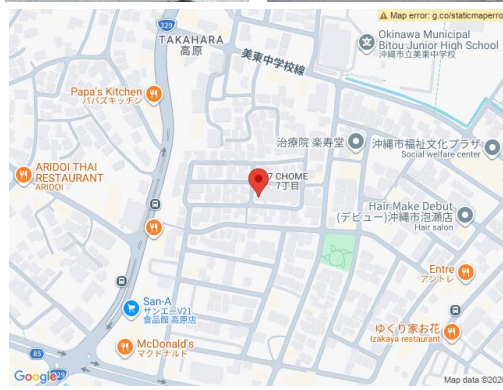 Map error: g.co/staticmaperro
329
TAKAHARA
高原
美東中学校線
Okinawa Municipal
Bitou Junior High School
沖縄市立美東中学校
Papa's Kitchen
パパズキッチン
治療院 楽寿堂
沖縄市福祉文化プラザ
Social welfare center
ARIDOI THAI
RESTAURANT
ARIDOI
7 CHOME
7丁目
Hair Make Debut
(デビュー)沖縄市泡瀬店
Hair salon
Entre
アントレ
San-A
サンエーV21
食品館 高原店
McDonald's
マクドナルド
ゆくり家お花
Izakaya restaurant
85
329
Google
Map data ©202